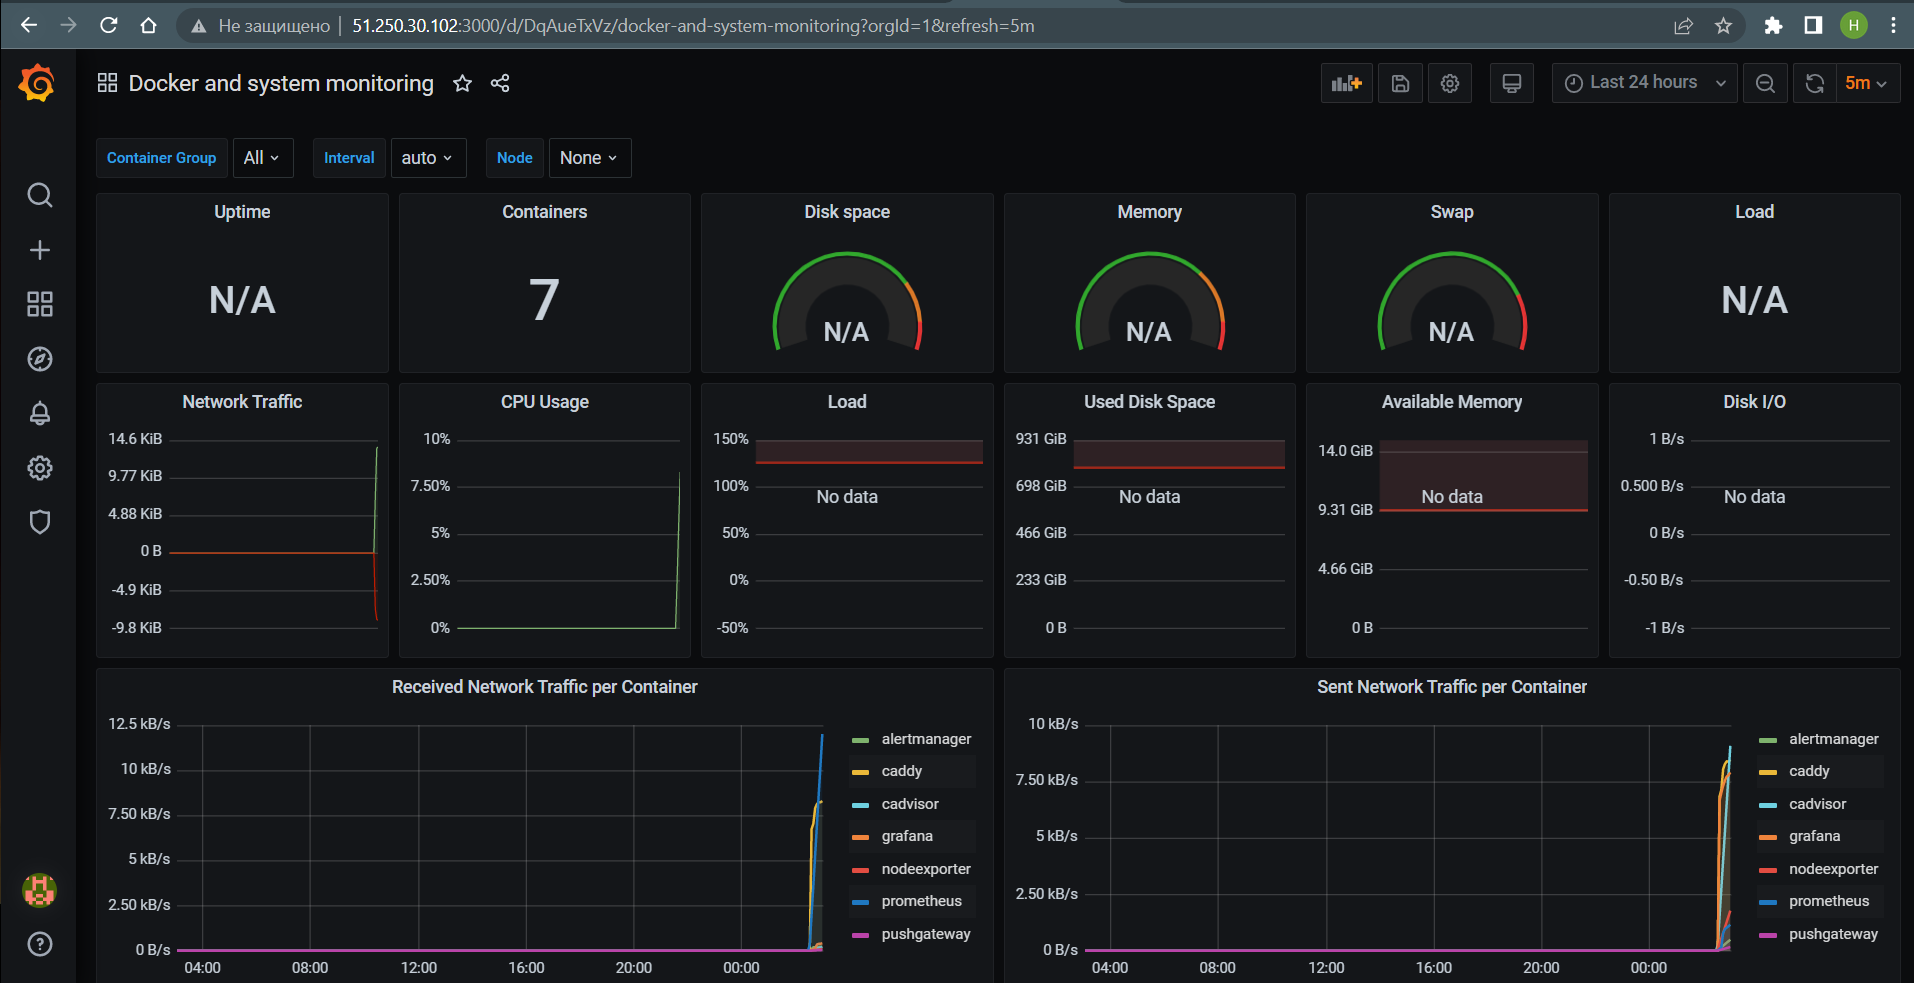 Не защищено | 51.250.30.102:3000/d/DqAueTxVz/docker-and-system-monitoring?orgId=1&refresh=5m
H
Docker and system monitoring
Last 24 hours
5m
Container Group All
Interval auto
Node None
Uptime
N/A
Containers
7
Disk space
N/A
Memory
N/A
Swap
N/A
Load
N/A
Network Traffic
14.6 KiB
9.77 KiB
4.88 KiB
0 B
-4.9 KiB
-9.8 KiB
CPU Usage
10%
7.50%
5%
2.50%
0%
Load
150%
100%
50%
0%
-50%
No data
Used Disk Space
931 GiB
698 GiB
466 GiB
233 GiB
0 B
No data
Available Memory
14.0 GiB
9.31 GiB
4.66 GiB
0 B
No data
Disk I/O
1 B/s
0.500 B/s
0 B/s
-0.50 B/s
-1 B/s
No data
Received Network Traffic per Container
12.5 kB/s
10 kB/s
7.50 kB/s
5 kB/s
2.50 kB/s
0 B/s
04:00 08:00 12:00 16:00 20:00 00:00
alertmanager
caddy
cadvisor
grafana
nodeexporter
prometheus
pushgateway
Sent Network Traffic per Container
10 kB/s
7.50 kB/s
5 kB/s
2.50 kB/s
0 B/s
04:00 08:00 12:00 16:00 20:00 00:00
alertmanager
caddy
cadvisor
grafana
nodeexporter
prometheus
pushgateway